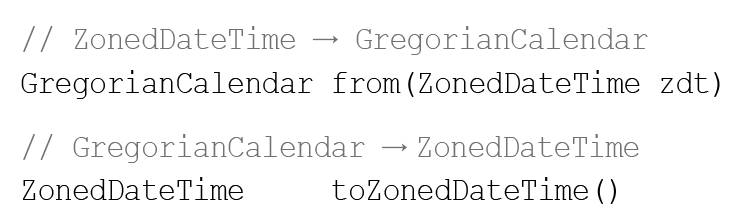 // ZonedDateTime → GregorianCalendar
GregorianCalendar from(ZonedDateTime zdt)
// GregorianCalendar → ZonedDateTime
ZonedDateTime toZonedDateTime()